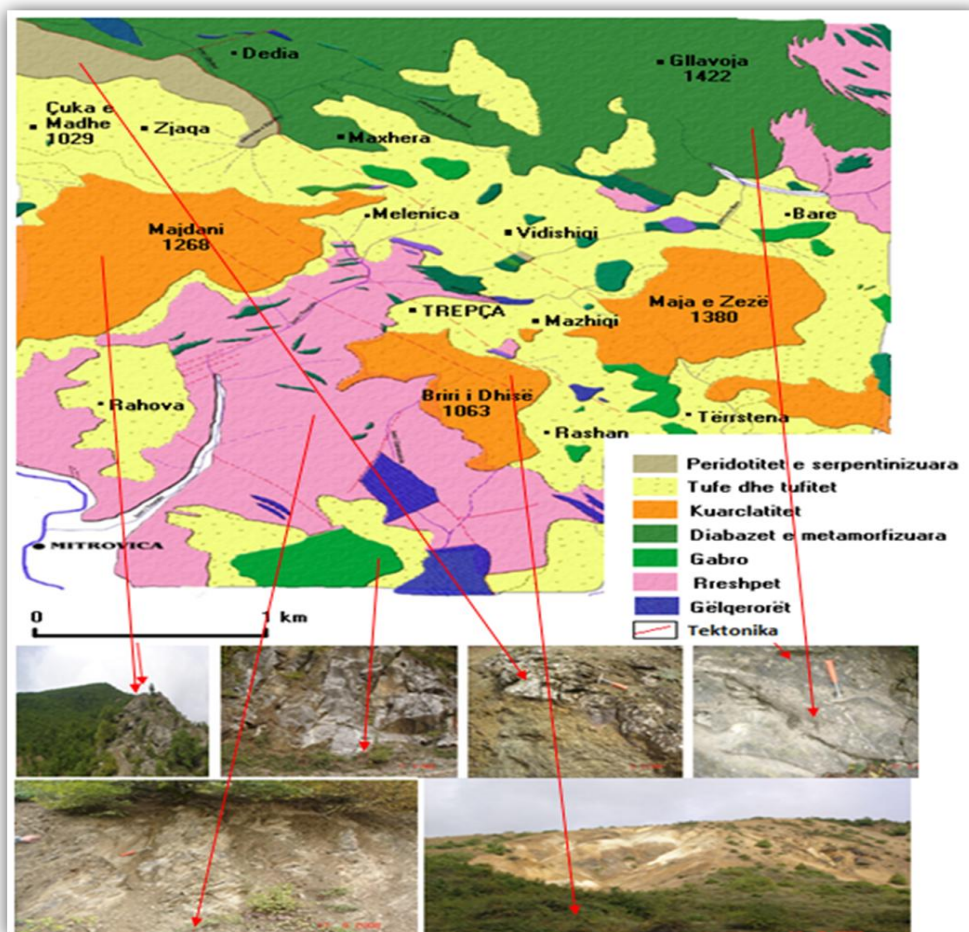 Dedia
Gllavoja
1422
Çuka e
Madhe
1029
Zjaqa
Maxhera
Majdani
1268
Melenica
Vidishiqi
Bare
TREPÇA
Mazhiqi
Maja e Zezë
1380
Rahova
Briri i Dhisë
1063
Rashan
Tërrstena
MITROVICA
Peridotitet e serpentinizuara
Tufe dhe tufitet
Kuarclatitet
Diabazet e metamorfizuara
Gabro
Rreshpet
Gëlqerorët
Tektonika
0
1 km